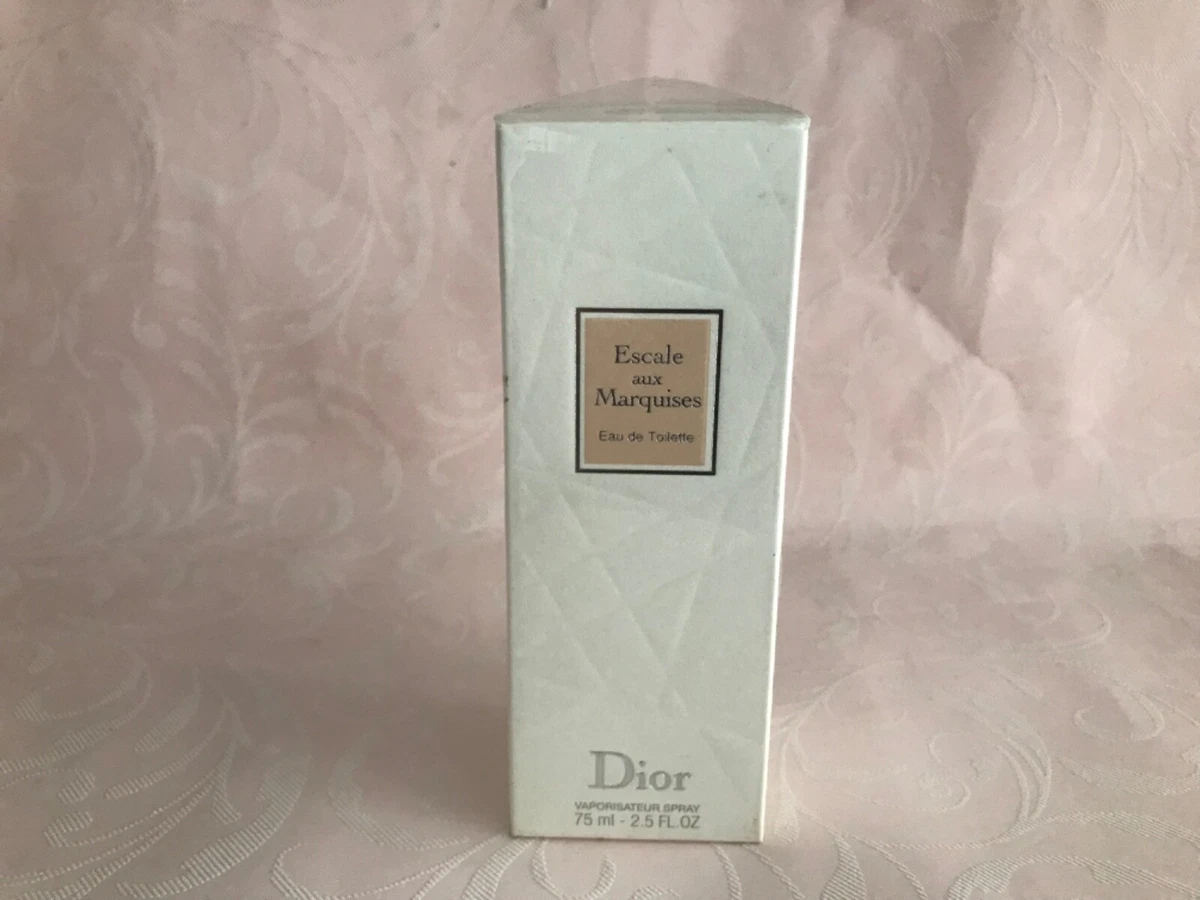 Escale
aux
Marquises
Eau de Toilette
Dior
VAPORISATEUR SPRAY
75 ml - 2.5 FL.OZ